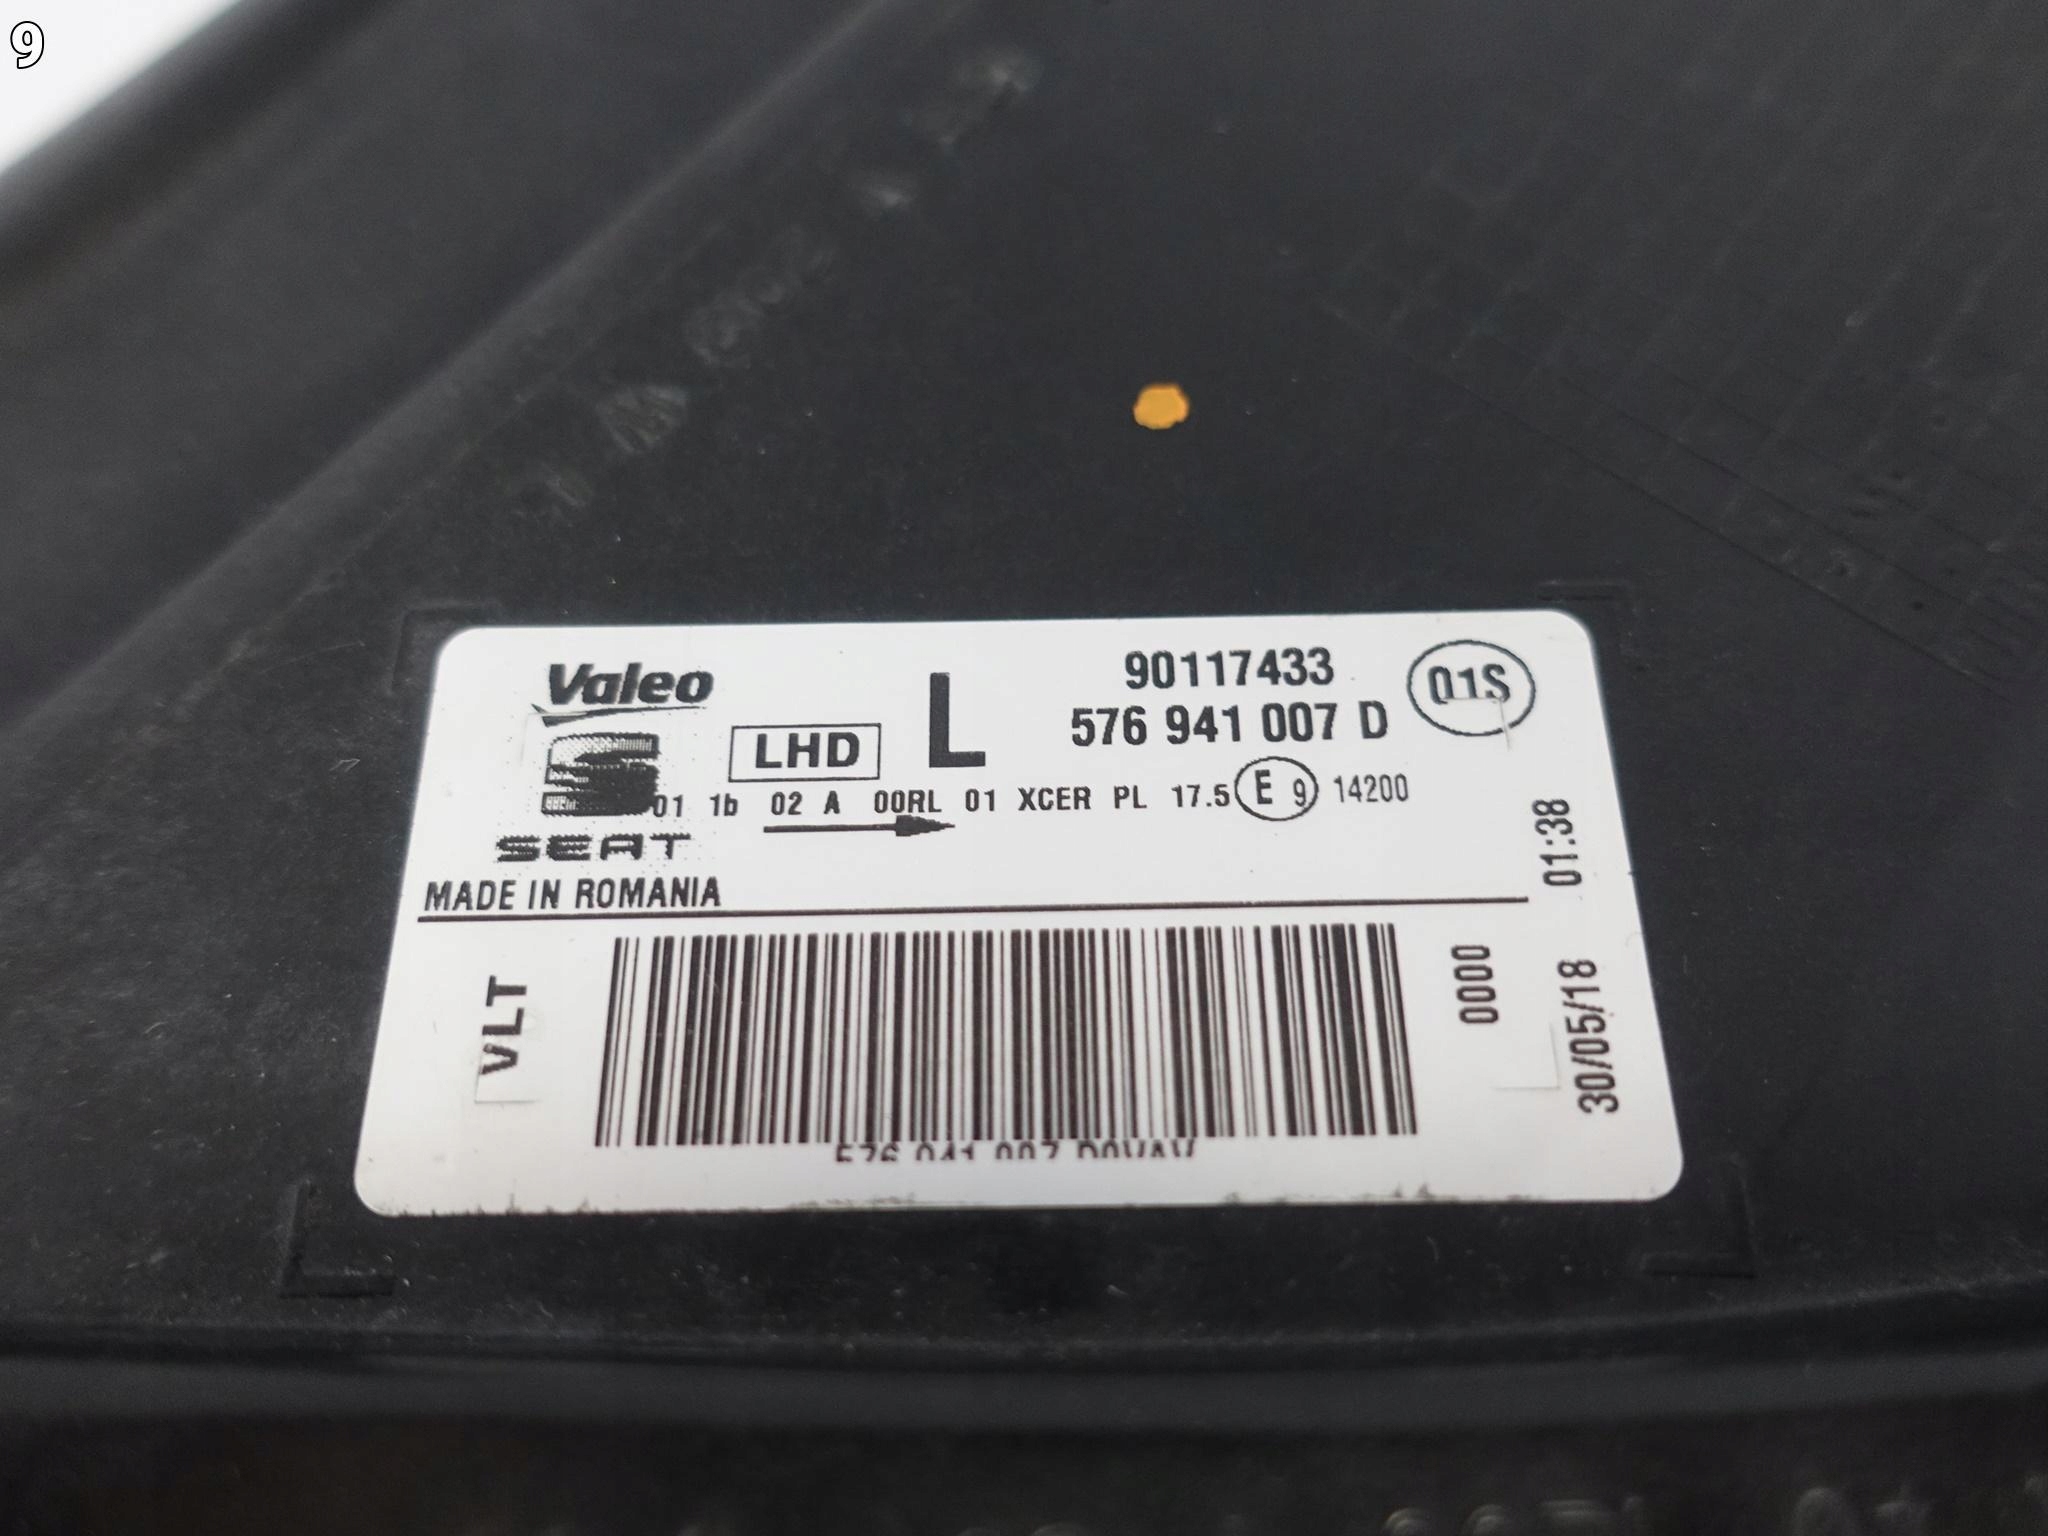 9
Valeo
LHD
L
90117433
576 941 007 D
01S
01 1b 02 A 00RL 01 XCER PL 17.5 E 9 14200
SEAT
MADE IN ROMANIA
VLT
0000
30/05/18 01:38